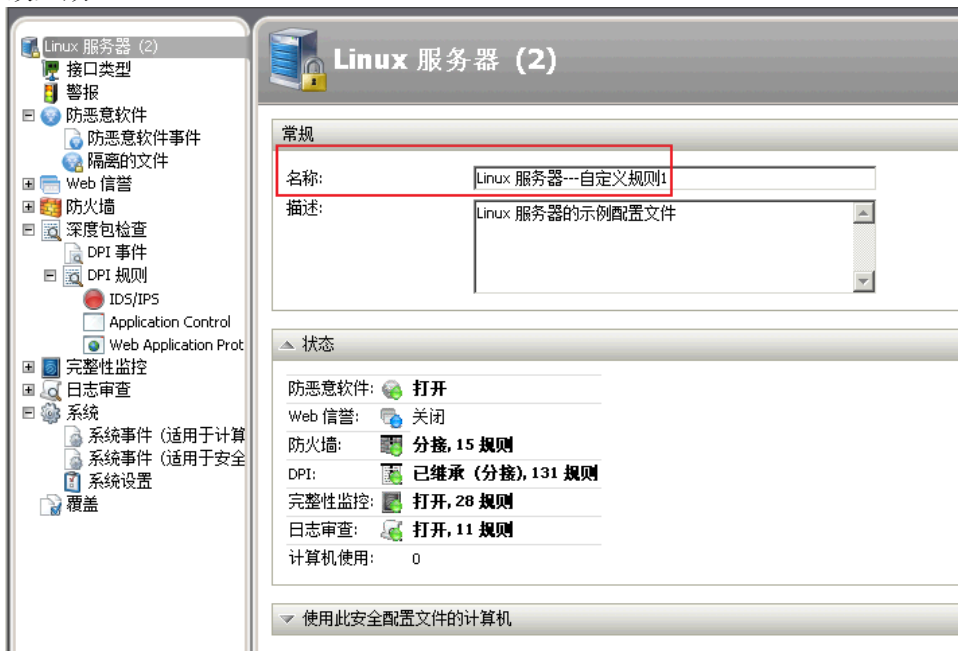 Linux 服务器 (2)
接口类型
警报
防恶意软件
防恶意软件事件
隔离的文件
Web 信誉
防火墙
深度包检查
DPI 事件
DPI 规则
IDS/IPS
Application Control
Web Application Prot
完整性监控
日志审查
系统
系统事件（适用于计算
系统事件（适用于安全
系统设置
覆盖
Linux 服务器 (2)
常规
名称: Linux 服务器---自定义规则1
描述: Linux 服务器的示例配置文件
状态
防恶意软件: 打开
Web 信誉: 关闭
防火墙: 分接, 15 规则
DPI: 已继承（分接）, 131 规则
完整性监控: 打开, 28 规则
日志审查: 打开, 11 规则
计算机使用: 0
使用此安全配置文件的计算机